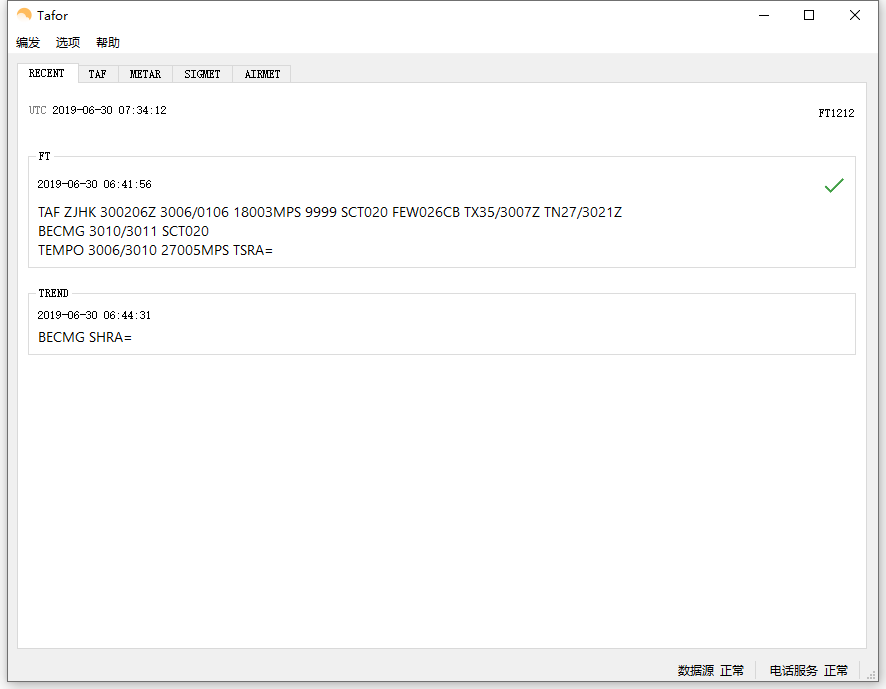 Tafor
编发 选项 帮助
RECENT TAF METAR SIGMET AIRMET
UTC 2019-06-30 07:34:12 FT1212
FT
2019-06-30 06:41:56
TAF ZJHK 300206Z 3006/0106 18003MPS 9999 SCT020 FEW026CB TX35/3007Z TN27/3021Z
BECMG 3010/3011 SCT020
TEMPO 3006/3010 27005MPS TSRA=
TREND
2019-06-30 06:44:31
BECMG SHRA=
数据源 正常 电话服务 正常